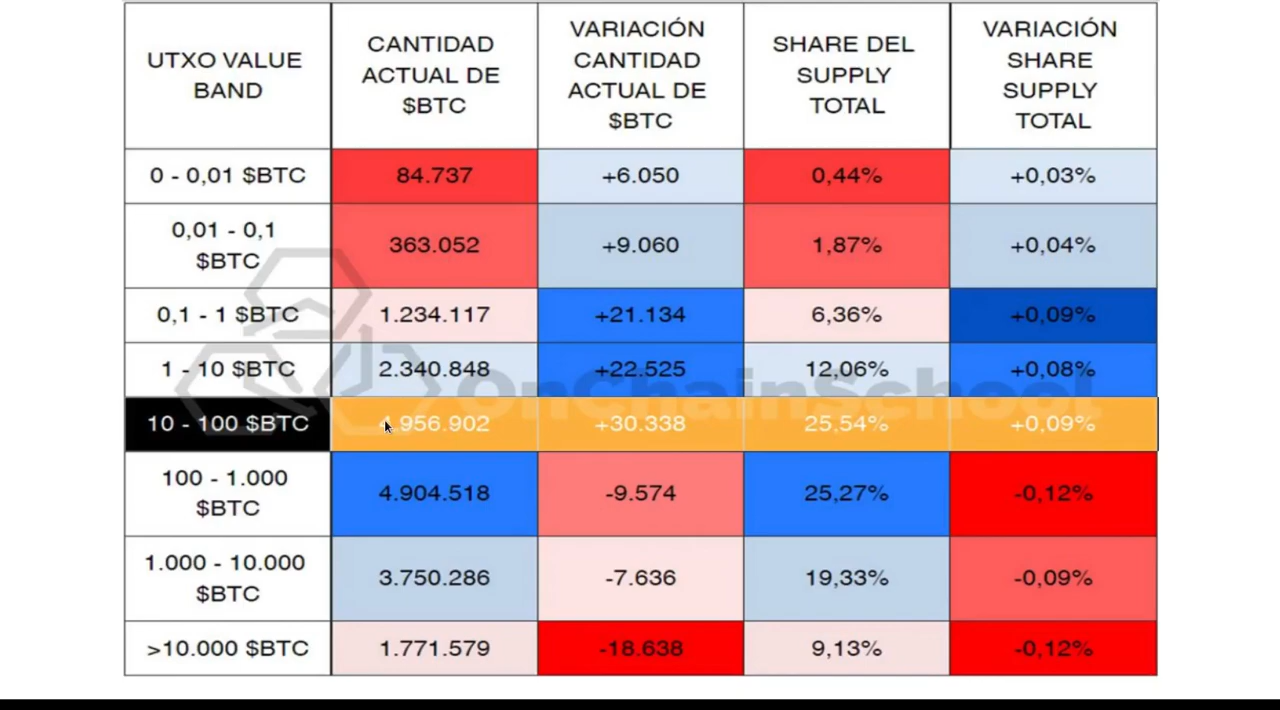 UTXO VALUE
BAND
CANTIDAD
ACTUAL DE
$BTC
VARIACIÓN
CANTIDAD
ACTUAL DE
$BTC
SHARE DEL
SUPPLY
TOTAL
VARIACIÓN
SHARE
SUPPLY
TOTAL
0 - 0,01 $BTC 84.737 +6.050 0,44% +0,03%
0,01 - 0,1
$BTC
363.052 +9.060 1,87% +0,04%
0,1 - 1 $BTC 1.234.117 +21.134 6,36% +0,09%
1 - 10 $BTC 2.340.848 +22.525 12,06% +0,08%
OnChainSchool
10 - 100 $BTC 4.956.902 +30.338 25,54% +0,09%
100 - 1.000
$BTC
4.904.518 -9.574 25,27% -0,12%
1.000 - 10.000
$BTC
3.750.286 -7.636 19,33% -0,09%
>10.000 $BTC 1.771.579 -18.638 9,13% -0,12%